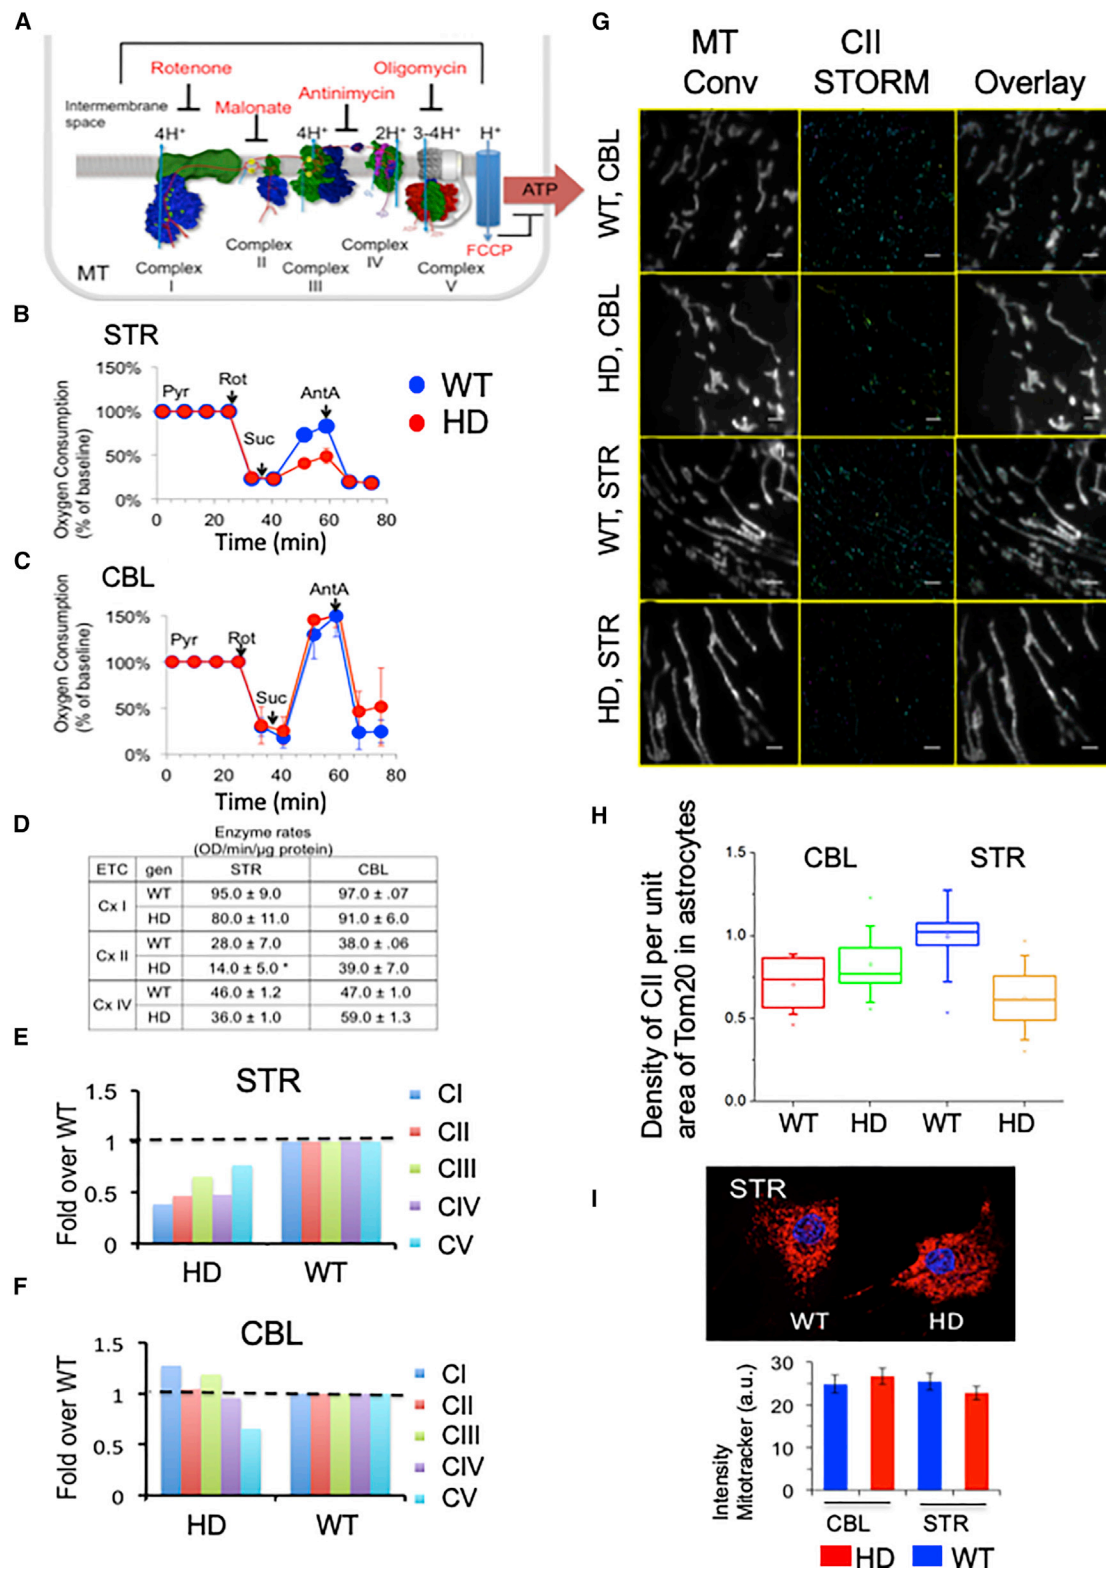 A
Rotenone
Oligomycin
Antinimycin
Malonate
Intermembrane
space
4H⁺
4H⁺
2H⁺
3-4H⁺
H⁺
ATP
FCCP
MT
Complex
I
Complex
II
Complex
III
Complex
IV
Complex
V
B
STR
Oxygen Consumption
(% of baseline)
150%
100%
50%
0%
Pyr
Rot
Suc
AntA
0 20 40 60 80
Time (min)
WT
HD
C
CBL
Oxygen Consumption
(% of baseline)
150%
100%
50%
0%
Pyr
Rot
Suc
AntA
0 20 40 60 80
Time (min)
D
Enzyme rates
(OD/min/µg protein)
ETC gen STR CBL
Cx I WT 95.0 ± 9.0 97.0 ± .07
HD 80.0 ± 11.0 91.0 ± 6.0
Cx II WT 28.0 ± 7.0 38.0 ± .06
HD 14.0 ± 5.0 * 39.0 ± 7.0
Cx IV WT 46.0 ± 1.2 47.0 ± 1.0
HD 36.0 ± 1.0 59.0 ± 1.3
E
STR
Fold over WT
1.5
1
0.5
0
HD WT
CI
CII
CIII
CIV
CV
F
CBL
Fold over WT
1.5
1
0.5
0
HD WT
CI
CII
CIII
CIV
CV
G
MT
Conv
CII
STORM
Overlay
WT, CBL
HD, CBL
WT, STR
HD, STR
H
Density of CII per unit
area of Tom20 in astrocytes
CBL STR
1.5
1.0
0.5
0.0
WT HD WT HD
I
STR
WT HD
Intensity
Mitotracker (a.u.)
30
20
10
0
CBL STR
HD WT